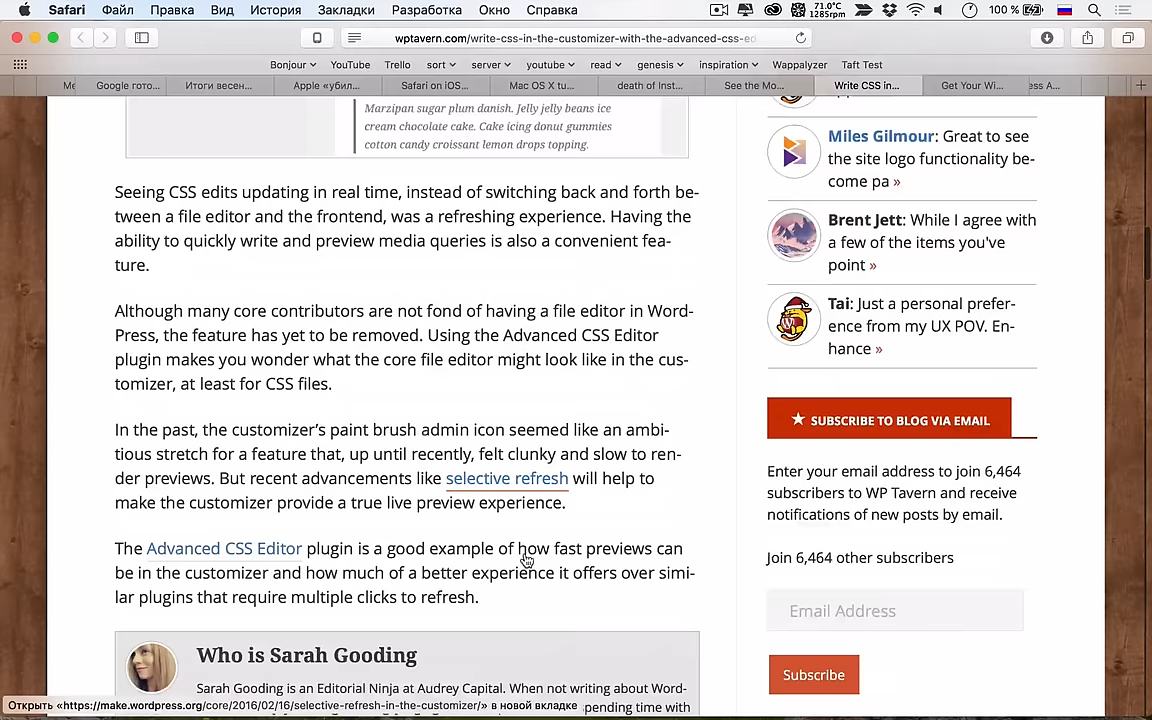 Safari Файл Правка Вид История Закладки Разработка Окно Справка 71.0°C 1285rpm 100 %
wptavern.com/write-css-in-the-customizer-with-the-advanced-css-ed
Bonjour YouTube Trello sort server youtube read genesis inspiration Wappalyzer Taft Test
Ме Google гото... Итоги весен... Apple «убил... Safari on iOS... Mac OS X tu... death of Inst... See the Mo... Write CSS in... Get Your Wi... ess A...
Marzipan sugar plum danish. Jelly jelly beans ice
cream chocolate cake. Cake icing donut gummies
cotton candy croissant lemon drops topping.
Seeing CSS edits updating in real time, instead of switching back and forth be-
tween a file editor and the frontend, was a refreshing experience. Having the
ability to quickly write and preview media queries is also a convenient fea-
ture.
Although many core contributors are not fond of having a file editor in Word-
Press, the feature has yet to be removed. Using the Advanced CSS Editor
plugin makes you wonder what the core file editor might look like in the cus-
tomizer, at least for CSS files.
In the past, the customizer’s paint brush admin icon seemed like an ambi-
tious stretch for a feature that, up until recently, felt clunky and slow to ren-
der previews. But recent advancements like selective refresh will help to
make the customizer provide a true live preview experience.
The Advanced CSS Editor plugin is a good example of how fast previews can
be in the customizer and how much of a better experience it offers over simi-
lar plugins that require multiple clicks to refresh.
Who is Sarah Gooding
Sarah Gooding is an Editorial Ninja at Audrey Capital. When not writing about Word-
pending time with
Открыть «https://make.wordpress.org/core/2016/02/16/selective-refresh-in-the-customizer/» в новой вкладке
Miles Gilmour: Great to see
the site logo functionality be-
come pa »
Brent Jett: While I agree with
a few of the items you've
point »
Tai: Just a personal prefer-
ence from my UX POV. En-
hance »
SUBSCRIBE TO BLOG VIA EMAIL
Enter your email address to join 6,464
subscribers to WP Tavern and receive
notifications of new posts by email.
Join 6,464 other subscribers
Email Address
Subscribe